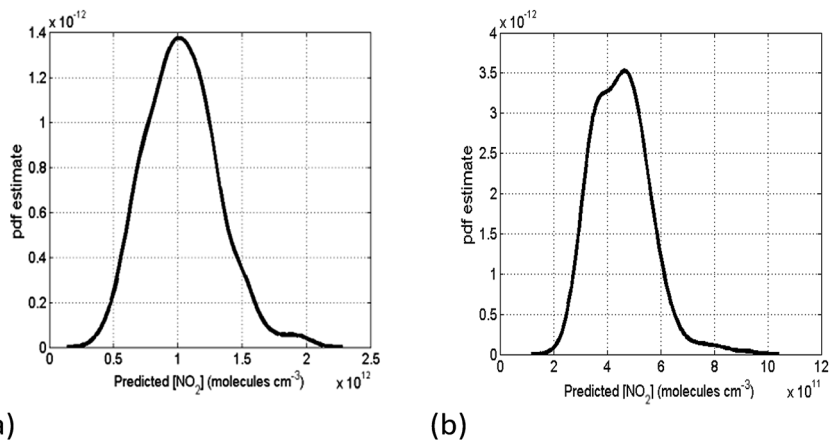 x 10^-12
1.4
1.2
1
0.8
0.6
0.4
0.2
0
pdf estimate
0 0.5 1 1.5 2 2.5
Predicted [NO2] (molecules cm^-3) x 10^12
a)
x 10^-12
4
3.5
3
2.5
2
1.5
1
0.5
0
pdf estimate
0 2 4 6 8 10 12
Predicted [NO2] (molecules cm^-3) x 10^11
(b)